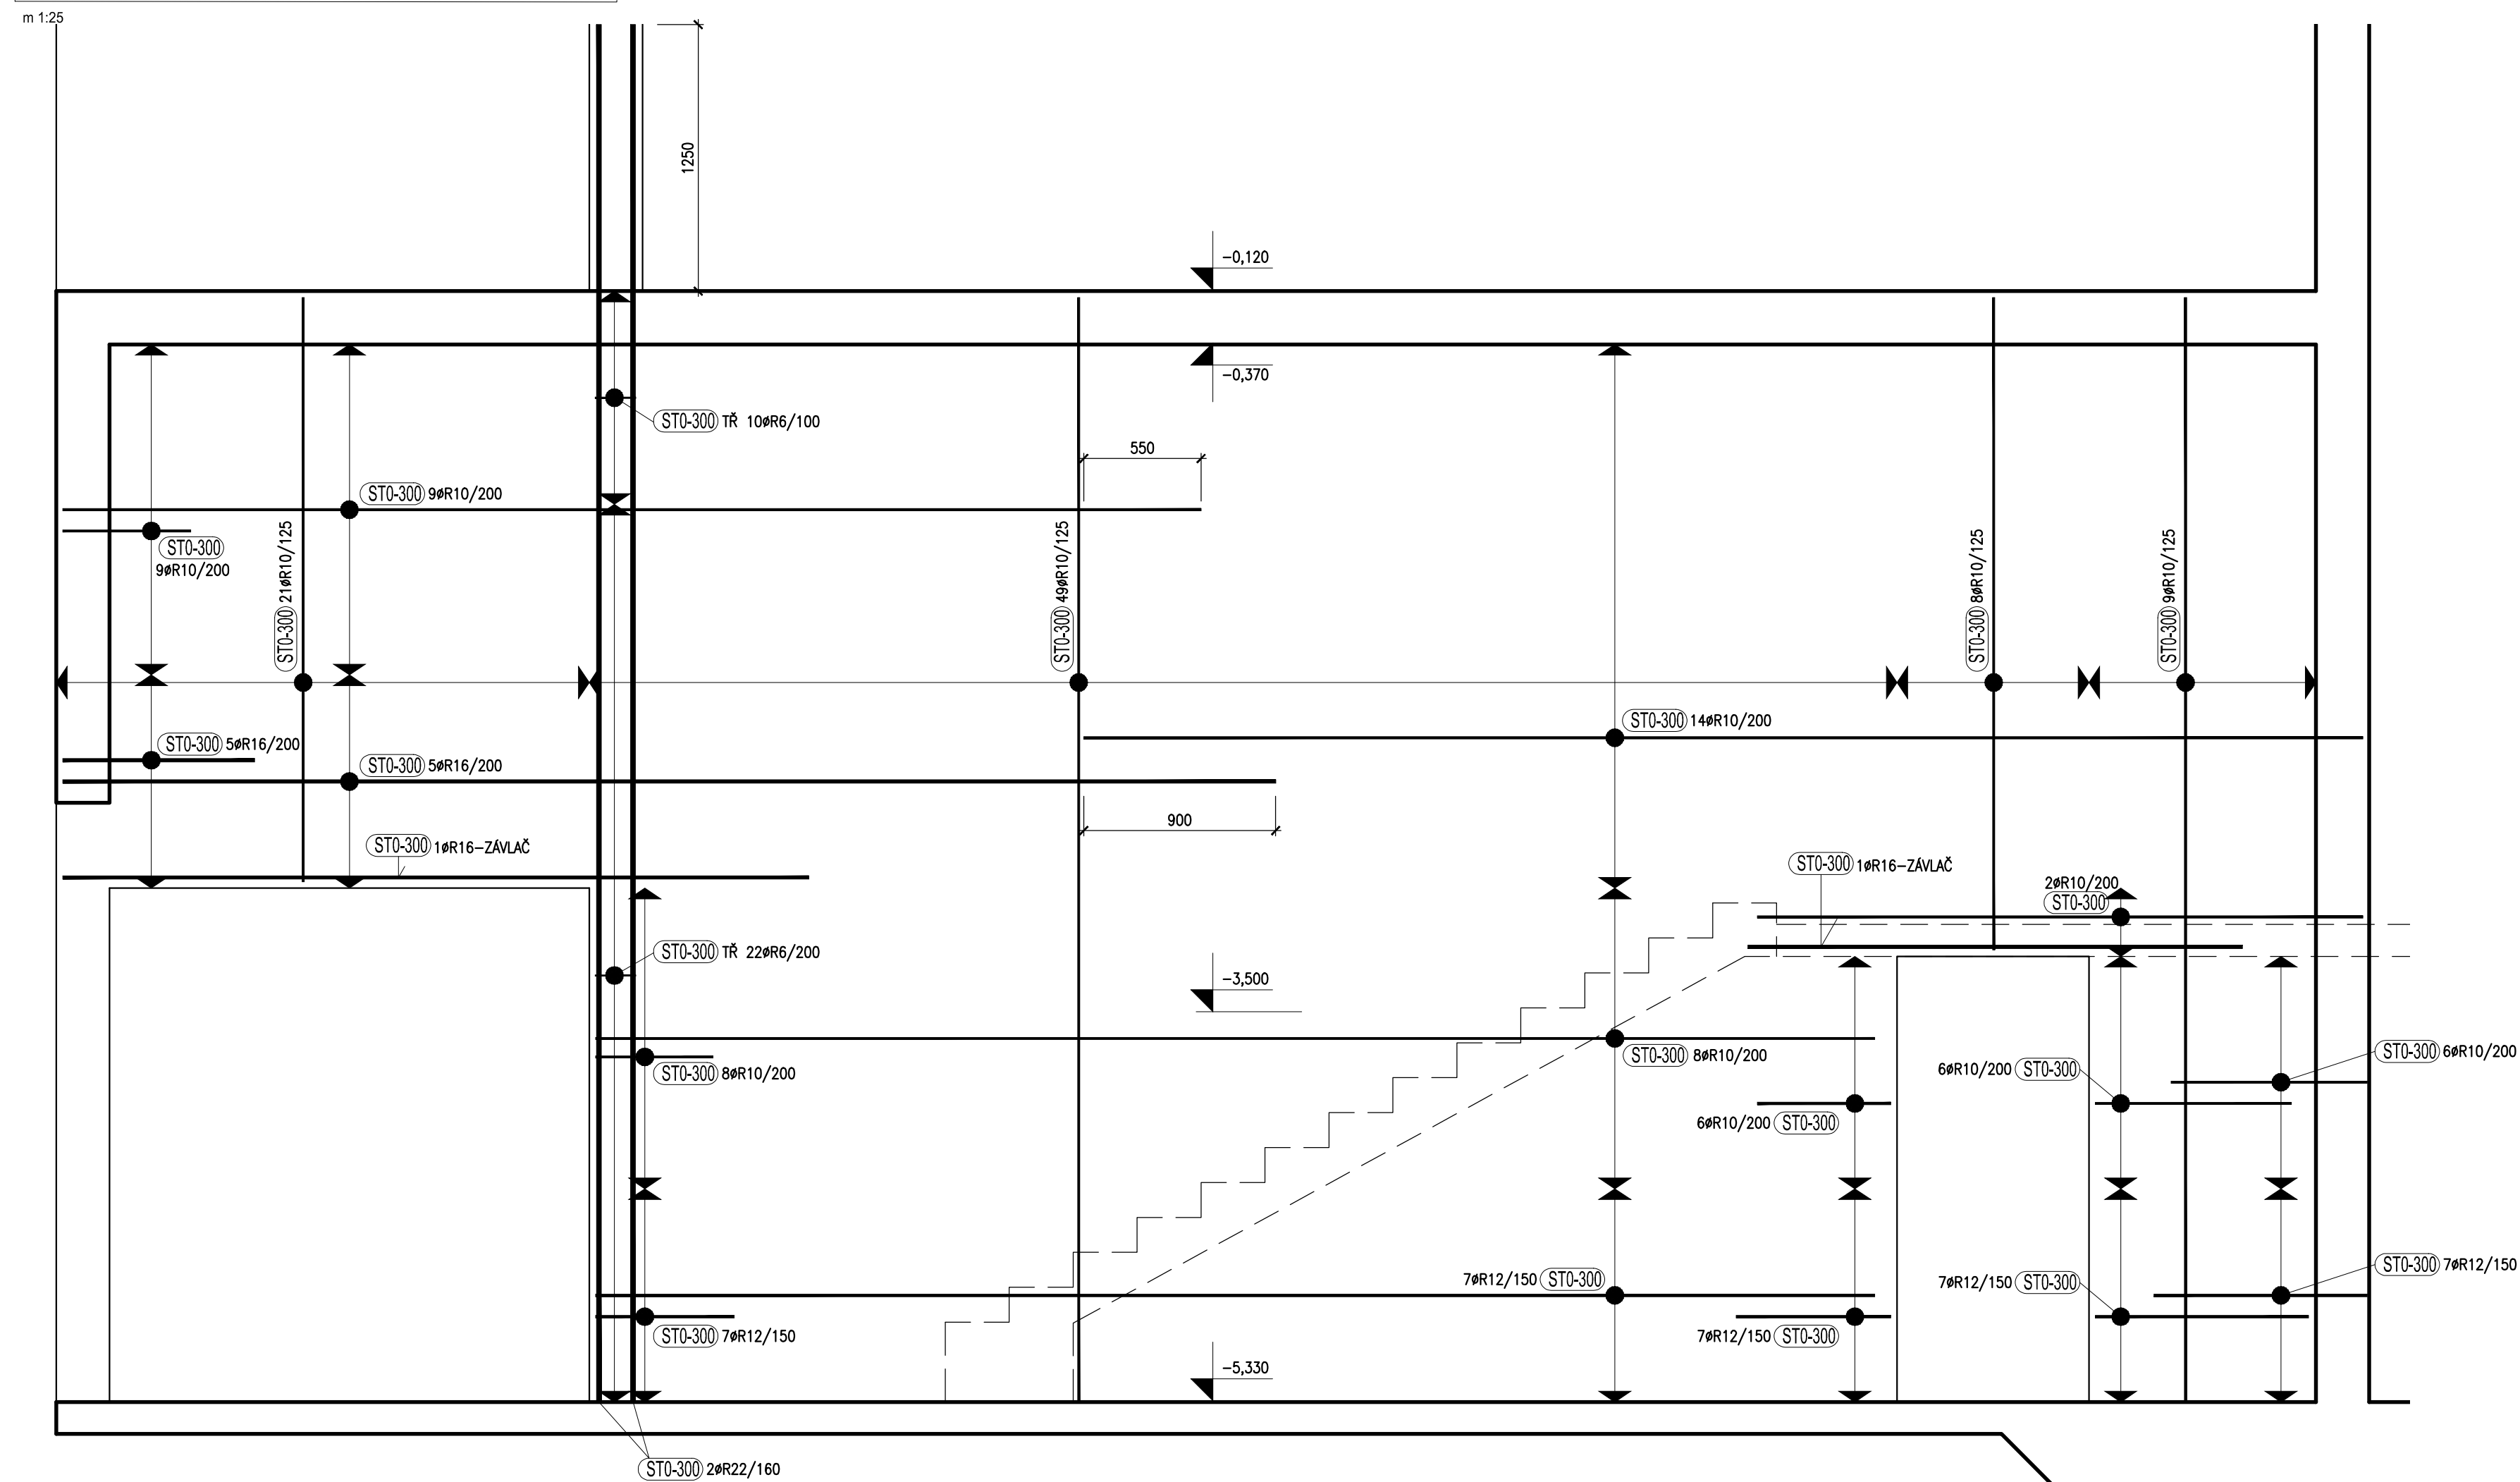 m 1:25
1250
-0,120
-0,370
ST0-300 TŘ 10øR6/100
550
ST0-300 9øR10/200
ST0-300
9øR10/200
ST0-300 21øR10/125
ST0-300 49øR10/125
ST0-300 8øR10/125
ST0-300 9øR10/125
ST0-300 14øR10/200
ST0-300 5øR16/200
ST0-300 5øR16/200
900
ST0-300 1øR16-ZÁVLAČ
ST0-300 1øR16-ZÁVLAČ
2øR10/200
ST0-300
ST0-300 TŘ 22øR6/200
-3,500
ST0-300 8øR10/200
ST0-300 8øR10/200
6øR10/200 ST0-300
ST0-300 6øR10/200
6øR10/200 ST0-300
7øR12/150 ST0-300
7øR12/150 ST0-300
ST0-300 7øR12/150
ST0-300 7øR12/150
7øR12/150 ST0-300
-5,330
ST0-300 2øR22/160